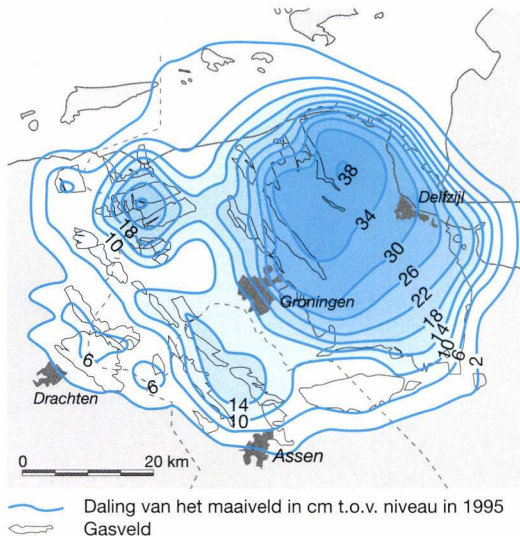 38
Delfzijl
34
18
10
30
26
Groningen
22
18
14
10
6
2
6
6
Drachten
14
10
Assen
0 20 km
Daling van het maaiveld in cm t.o.v. niveau in 1995
Gasveld